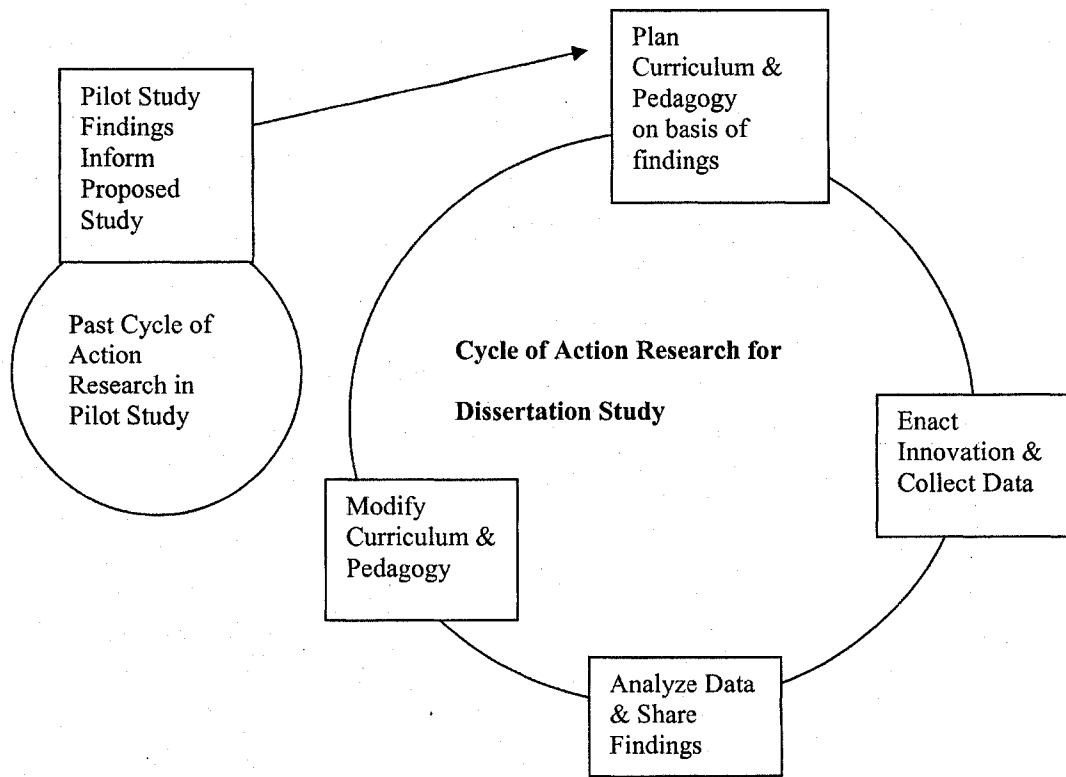 Pilot Study
Findings
Inform
Proposed
Study
Past Cycle of
Action
Research in
Pilot Study
Plan
Curriculum &
Pedagogy
on basis of
findings
Cycle of Action Research for
Dissertation Study
Enact
Innovation &
Collect Data
Analyze Data
& Share
Findings
Modify
Curriculum &
Pedagogy